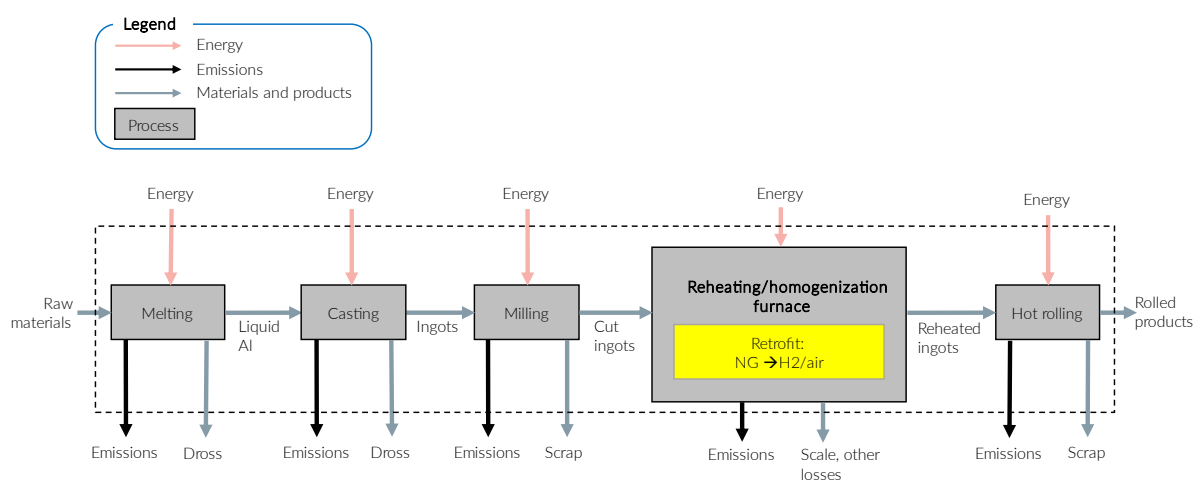 Legend
Energy
Emissions
Materials and products
Process
Energy
Energy
Energy
Energy
Energy
Raw
materials
Melting
Liquid
Al
Casting
Ingots
Milling
Cut
ingots
Reheating/homogenization
furnace
Retrofit:
NG →H2/air
Reheated
ingots
Hot rolling
Rolled
products
Emissions
Dross
Emissions
Dross
Emissions
Scrap
Emissions
Scale, other
losses
Emissions
Scrap